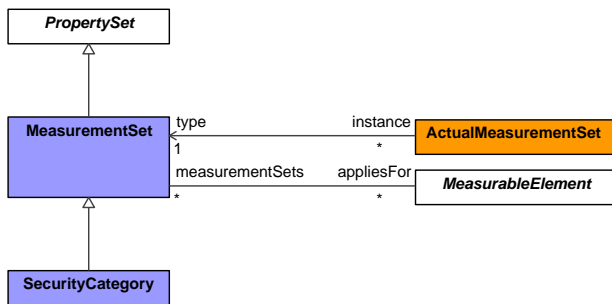 PropertySet
MeasurementSet
type
instance
1
*
ActualMeasurementSet
measurementSets
appliesFor
*
*
MeasurableElement
SecurityCategory